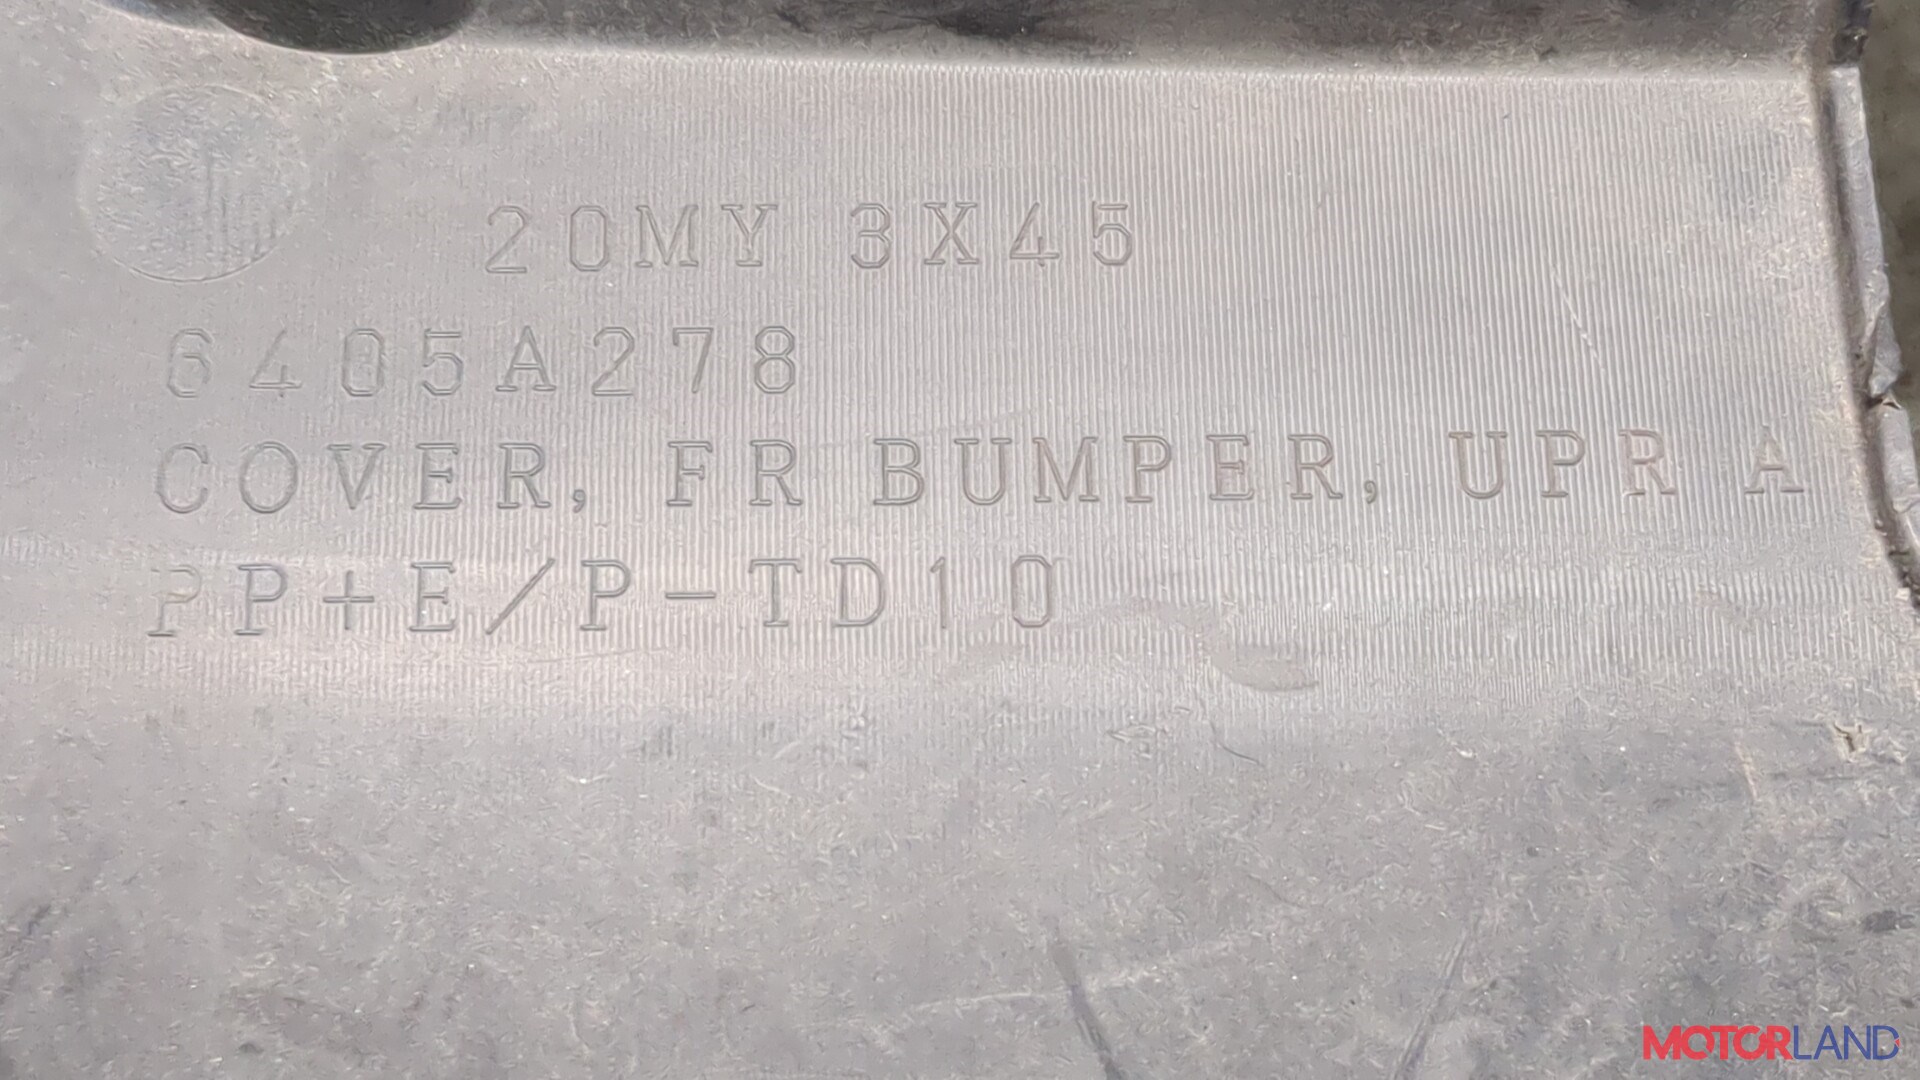 20MY 3X45
6405A278
COVER, FR BUMPER, UPR A
PP+E/P-TD10
MOTORLAND